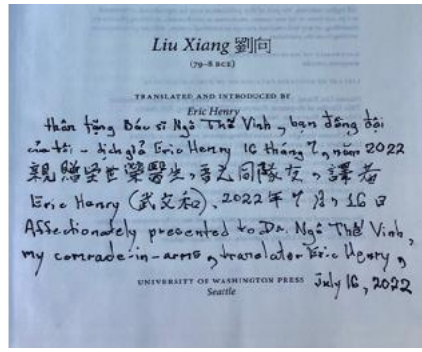 Liu Xiang 劉向
(79–8 BCE)
TRANSLATED AND INTRODUCED BY
Eric Henry
thân tặng Bác sĩ Ngô Thế Vinh, bạn đồng đội
của tôi – dịch giả Eric Henry 16 tháng 7, năm 2022
親贈 世榮醫生, 同隊友, 譯者
Eric Henry (武文和), 2022年7月16日
Affectionately presented to Dr. Ngô Thế Vinh,
my comrade-in-arms, translator Eric Henry,
UNIVERSITY OF WASHINGTON PRESS
Seattle
July 16, 2022